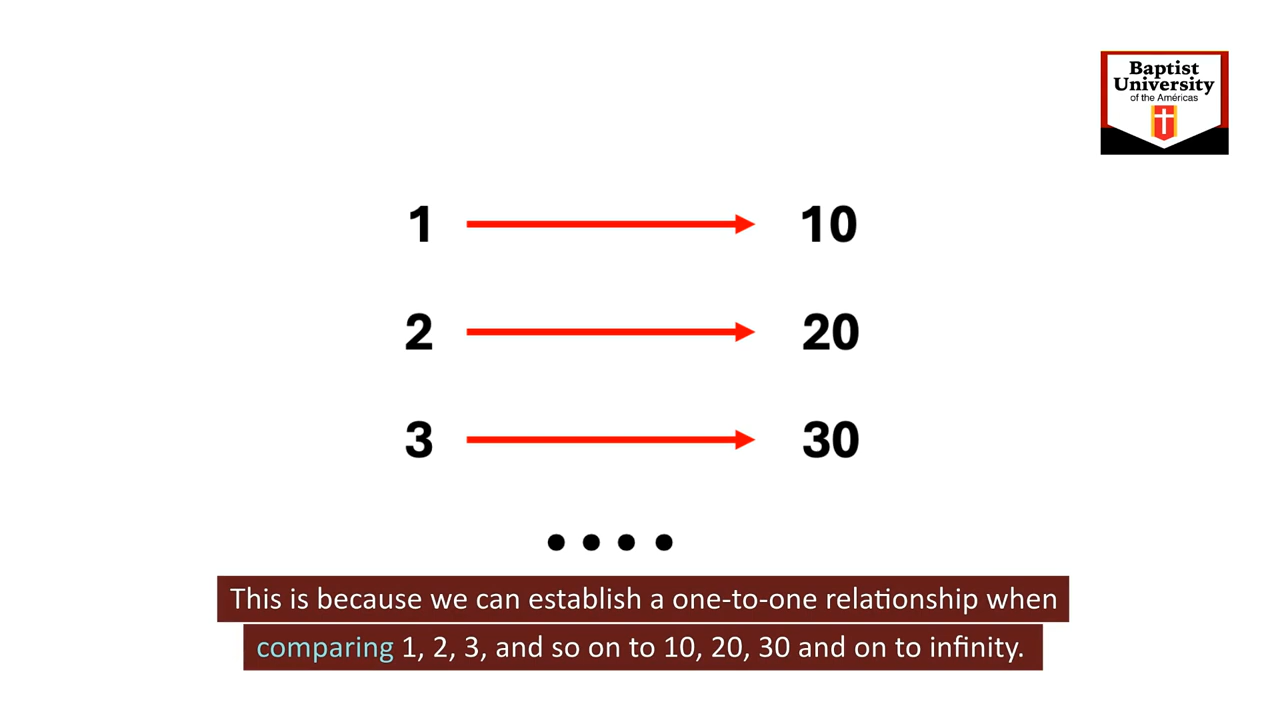 Baptist
University
of the Américas
1 10
2 20
3 30
....
This is because we can establish a one-to-one relationship when
comparing 1, 2, 3, and so on to 10, 20, 30 and on to infinity.